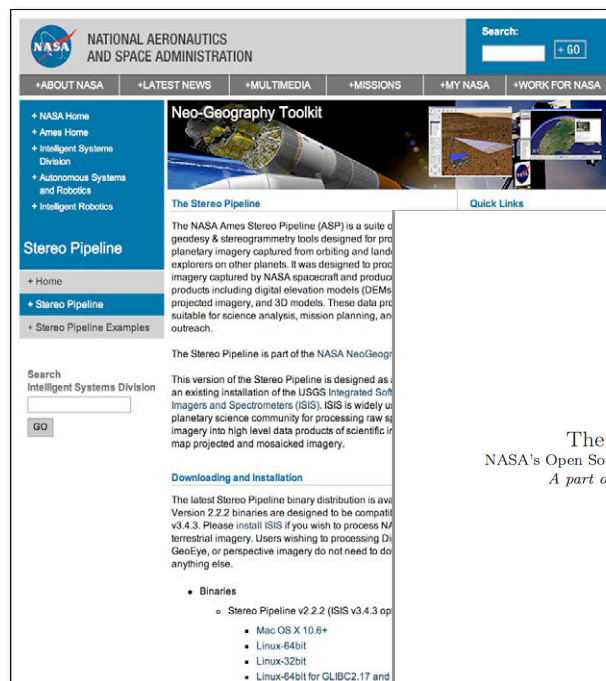 NASA
NATIONAL AERONAUTICS
AND SPACE ADMINISTRATION
Search:
+ GO
+ABOUT NASA
+LATEST NEWS
+MULTIMEDIA
+MISSIONS
+MY NASA
+WORK FOR NASA
+ NASA Home
+ Ames Home
+ Intelligent Systems
Division
+ Autonomous Systems
and Robotics
+ Intelligent Robotics
Stereo Pipeline
+ Home
+ Stereo Pipeline
+ Stereo Pipeline Examples
Search
Intelligent Systems Division
GO
Neo-Geography Toolkit
The Stereo Pipeline
Quick Links
The NASA Ames Stereo Pipeline (ASP) is a suite o
geodesy & stereogrammetry tools designed for pro
planetary imagery captured from orbiting and lande
explorers on other planets. It was designed to proc
imagery captured by NASA spacecraft and produce
products including digital elevation models (DEMs
projected imagery, and 3D models. These data pro
suitable for science analysis, mission planning, an
outreach.
The Stereo Pipeline is part of the NASA NeoGeogr
This version of the Stereo Pipeline is designed as a
an existing installation of the USGS Integrated Soft
Imagers and Spectrometers (ISIS). ISIS is widely u
planetary science community for processing raw sp
imagery into high level data products of scientific in
map projected and mosaicked imagery.
Downloading and Installation
The latest Stereo Pipeline binary distribution is ava
Version 2.2.2 binaries are designed to be compatib
v3.4.3. Please install ISIS if you wish to process NA
terrestrial imagery. Users wishing to processing Di
GeoEye, or perspective imagery do not need to do
anything else.
• Binaries
○ Stereo Pipeline v2.2.2 (ISIS v3.4.3 opt
▪ Mac OS X 10.6+
▪ Linux-64bit
▪ Linux-32bit
▪ Linux-64bit for GLIBC2.17 and
The
NASA's Open Sou
A part o